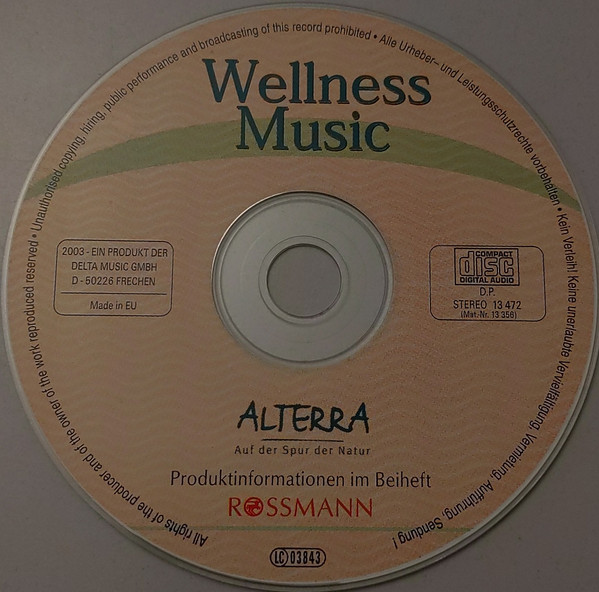 All rights of the producer and of the owner of the work reproduced reserved • Unauthorised copying, hiring, public performance and broadcasting of this record prohibited • Alle Urheber- und Leistungsschutzrechte vorbehalten • Kein Verleih! Keine unerlaubte Vervielfältigung, Vermietung, Aufführung, Sendung!
Wellness
Music
2003 - EIN PRODUKT DER
DELTA MUSIC GMBH
D - 50226 FRECHEN
Made in EU
COMPACT
disc
DIGITAL AUDIO
D.P.
STEREO 13 472
(Mat.-Nr. 13 356)
ALTERRA
Auf der Spur der Natur
Produktinformationen im Beiheft
ROSSMANN
LC 03843